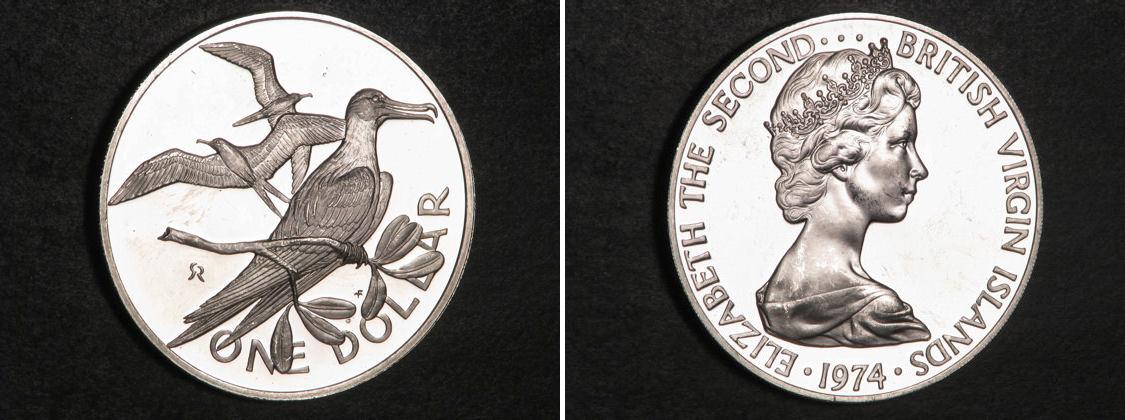 ONE DOLLAR
ELIZABETH THE SECOND · · · BRITISH VIRGIN ISLANDS
· 1974 ·